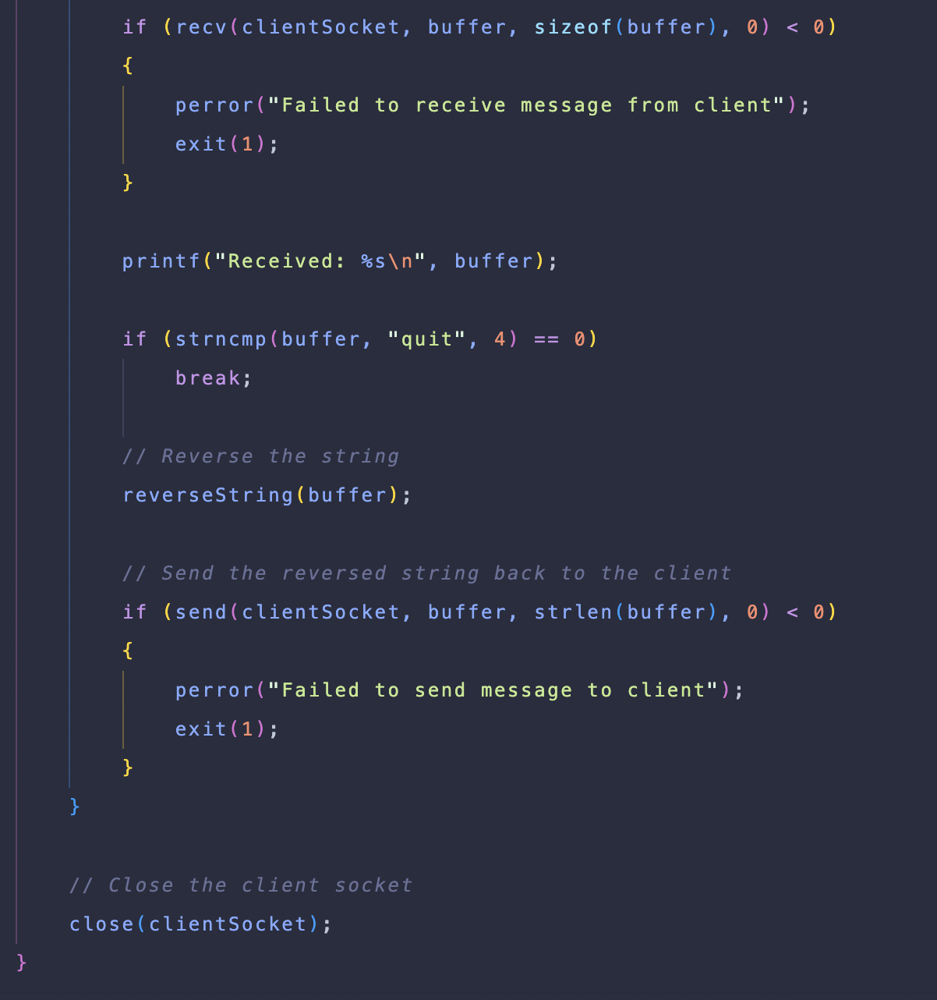 if (recv(clientSocket, buffer, sizeof(buffer), 0) < 0)
{
perror("Failed to receive message from client");
exit(1);
}
printf("Received: %s\n", buffer);
if (strncmp(buffer, "quit", 4) == 0)
break;
// Reverse the string
reverseString(buffer);
// Send the reversed string back to the client
if (send(clientSocket, buffer, strlen(buffer), 0) < 0)
{
perror("Failed to send message to client");
exit(1);
}
}
// Close the client socket
close(clientSocket);
}